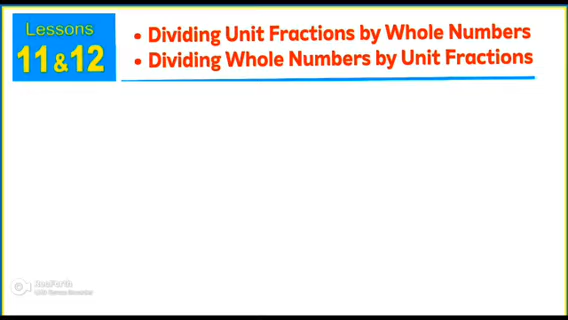 Lessons
11 & 12
• Dividing Unit Fractions by Whole Numbers
• Dividing Whole Numbers by Unit Fractions